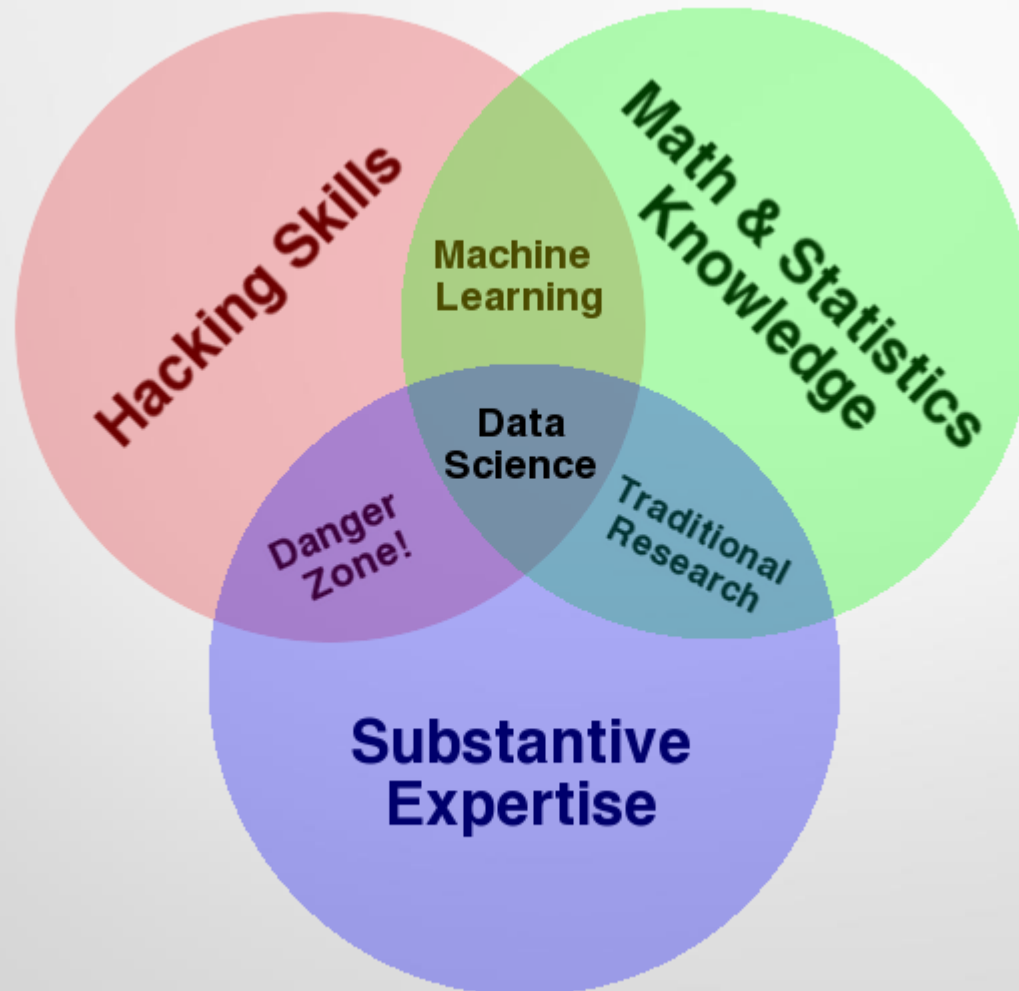 Hacking Skills
Math & Statistics
Knowledge
Machine
Learning
Data
Science
Danger
Zone!
Traditional
Research
Substantive
Expertise